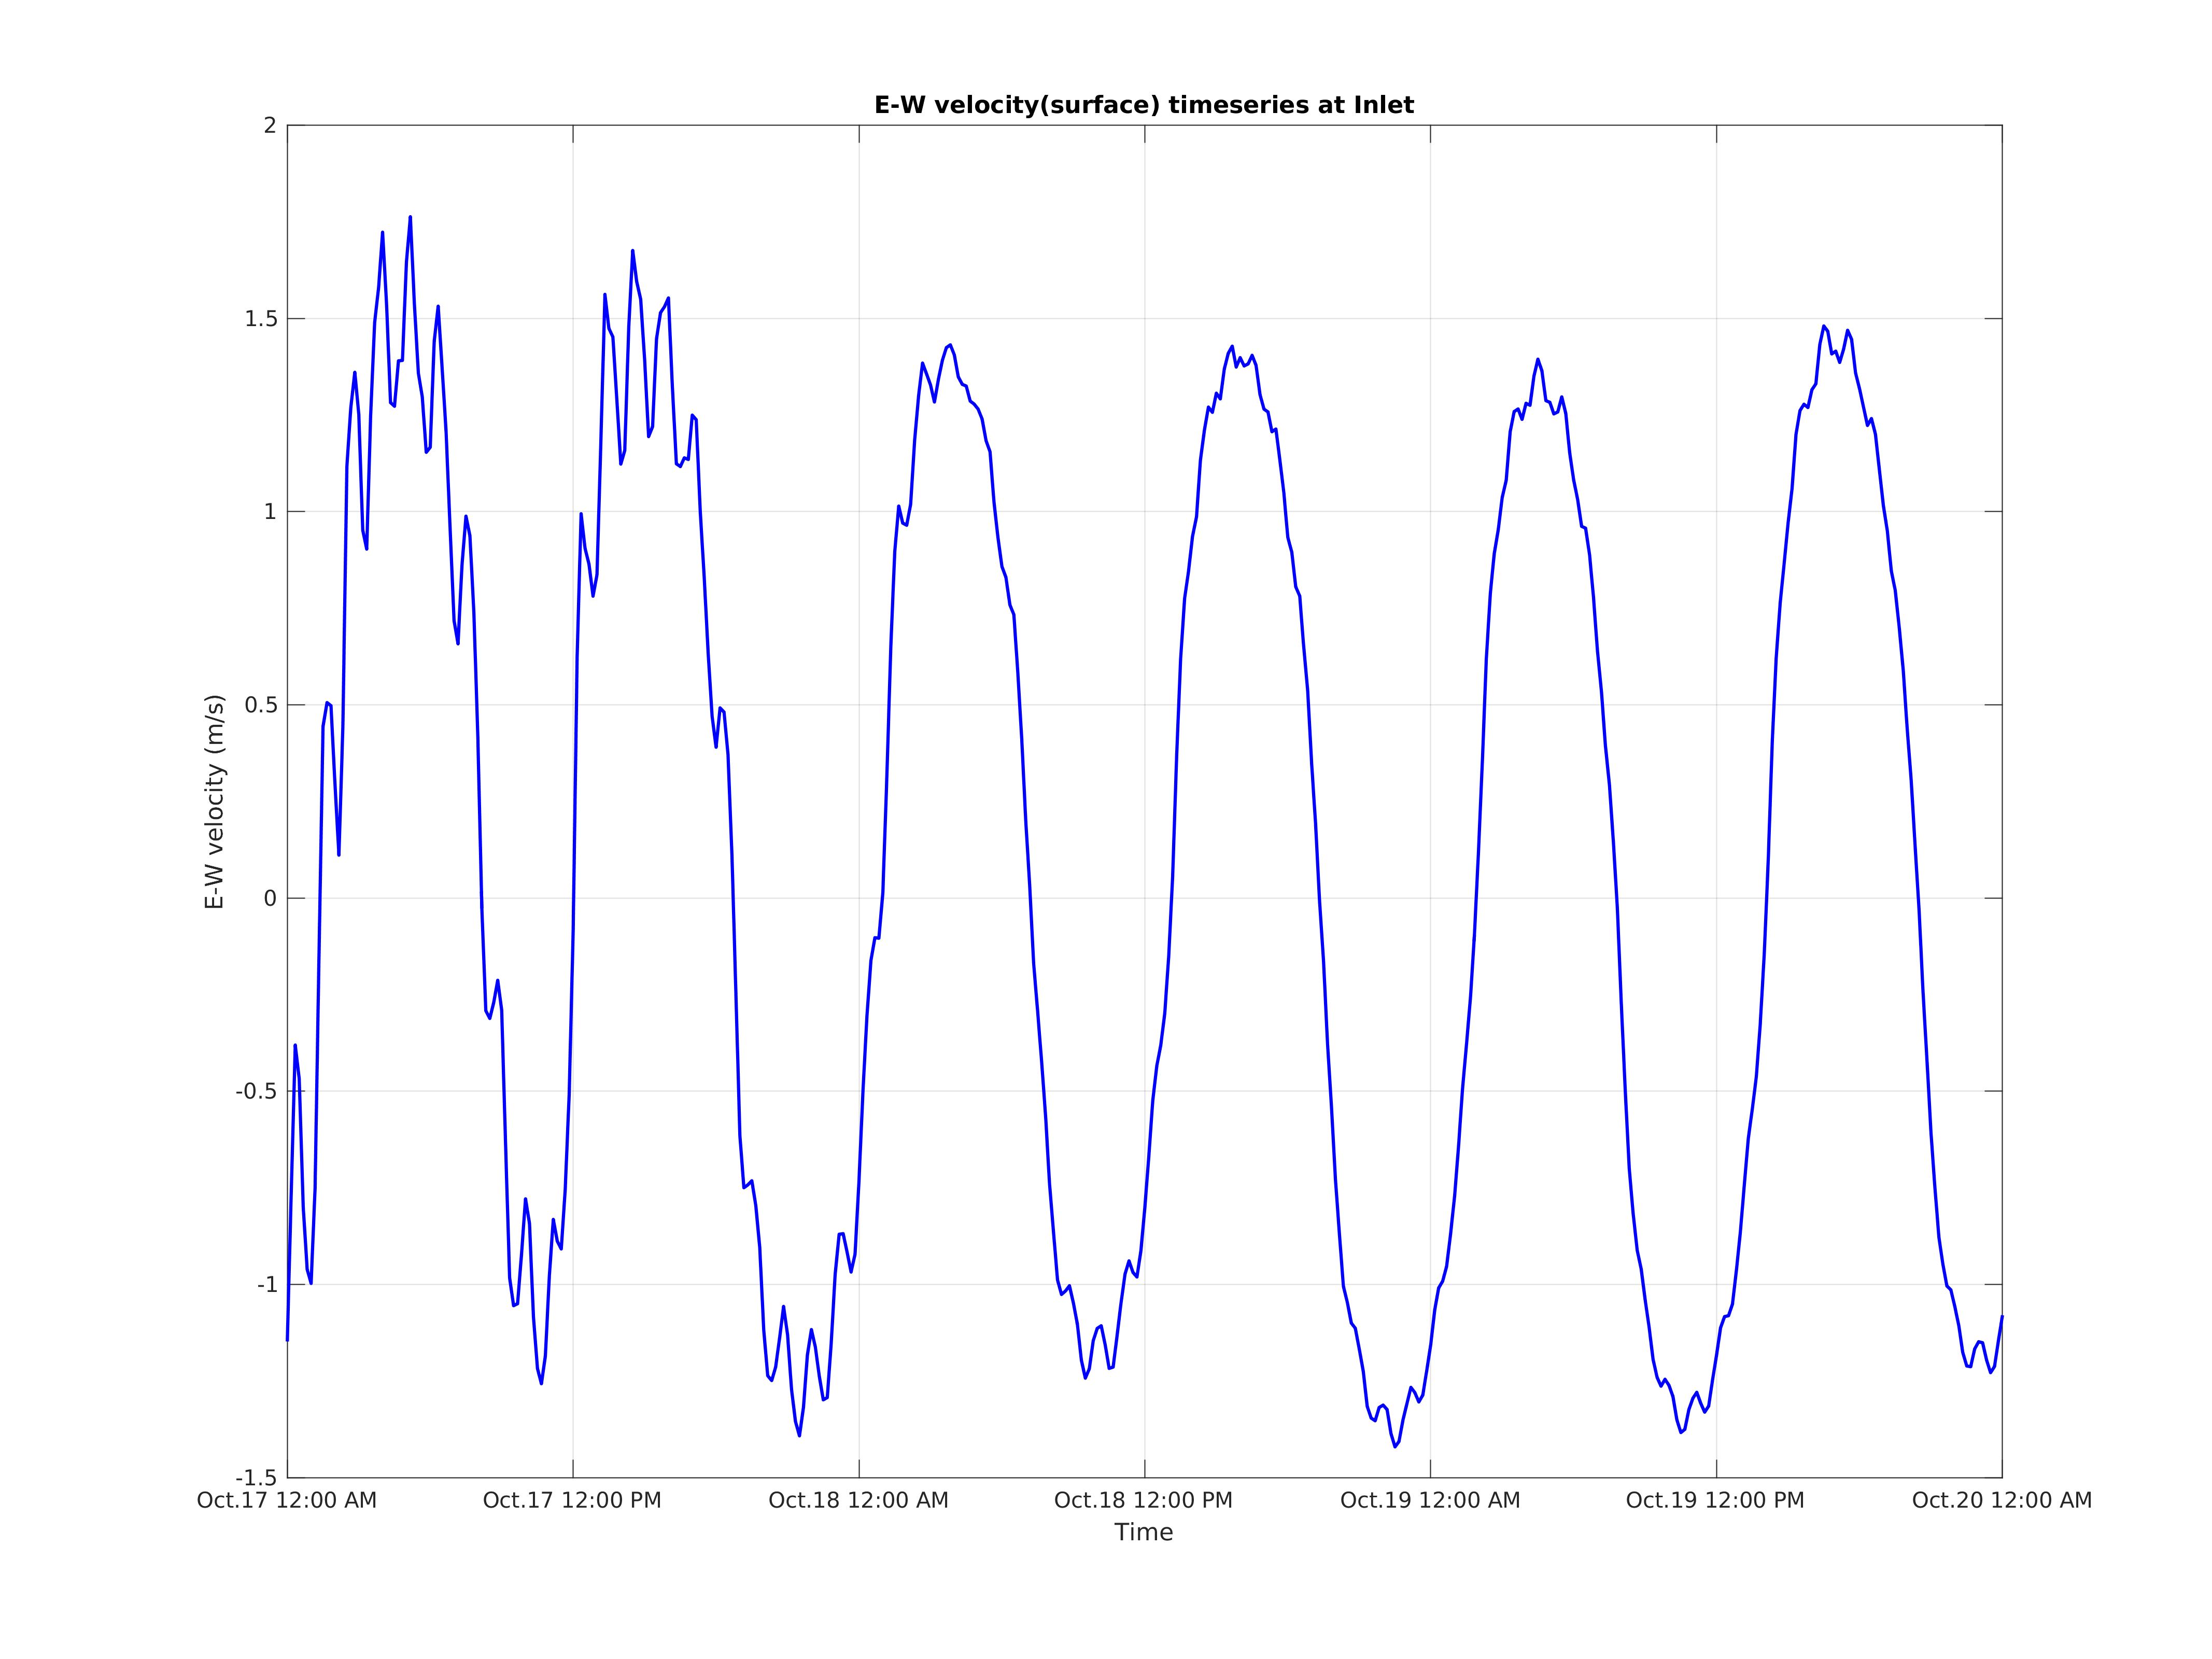 E-W velocity(surface) timeseries at Inlet
2
1.5
1
0.5
0
-0.5
-1
-1.5
E-W velocity (m/s)
Oct.17 12:00 AM Oct.17 12:00 PM Oct.18 12:00 AM Oct.18 12:00 PM Oct.19 12:00 AM Oct.19 12:00 PM Oct.20 12:00 AM
Time